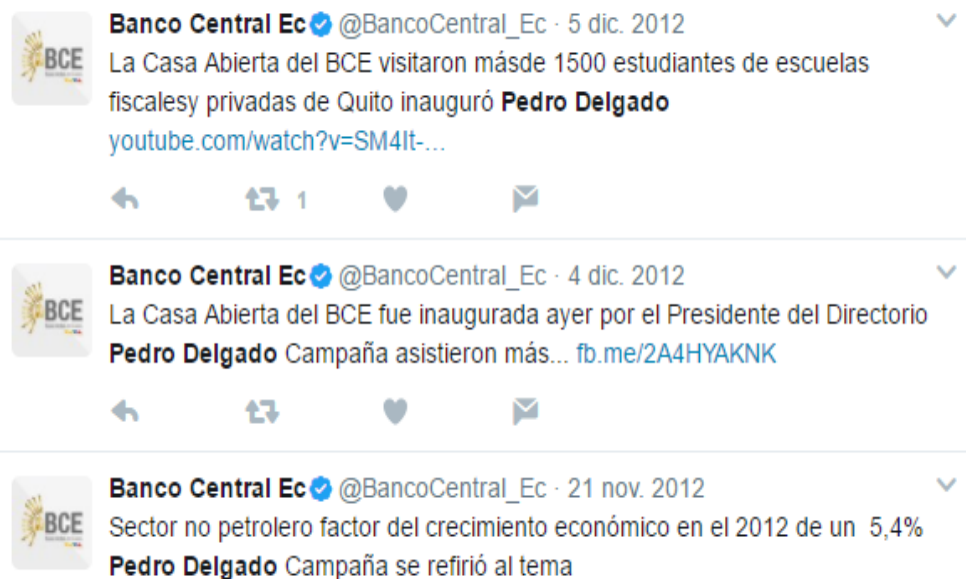 BCE
Banco Central Ec @BancoCentral_Ec · 5 dic. 2012
La Casa Abierta del BCE visitaron másde 1500 estudiantes de escuelas
fiscalesy privadas de Quito inauguró Pedro Delgado
youtube.com/watch?v=SM4It-...
1
BCE
Banco Central Ec @BancoCentral_Ec · 4 dic. 2012
La Casa Abierta del BCE fue inaugurada ayer por el Presidente del Directorio
Pedro Delgado Campaña asistieron más... fb.me/2A4HYAKNK
BCE
Banco Central Ec @BancoCentral_Ec · 21 nov. 2012
Sector no petrolero factor del crecimiento económico en el 2012 de un  5,4%
Pedro Delgado Campaña se refirió al tema